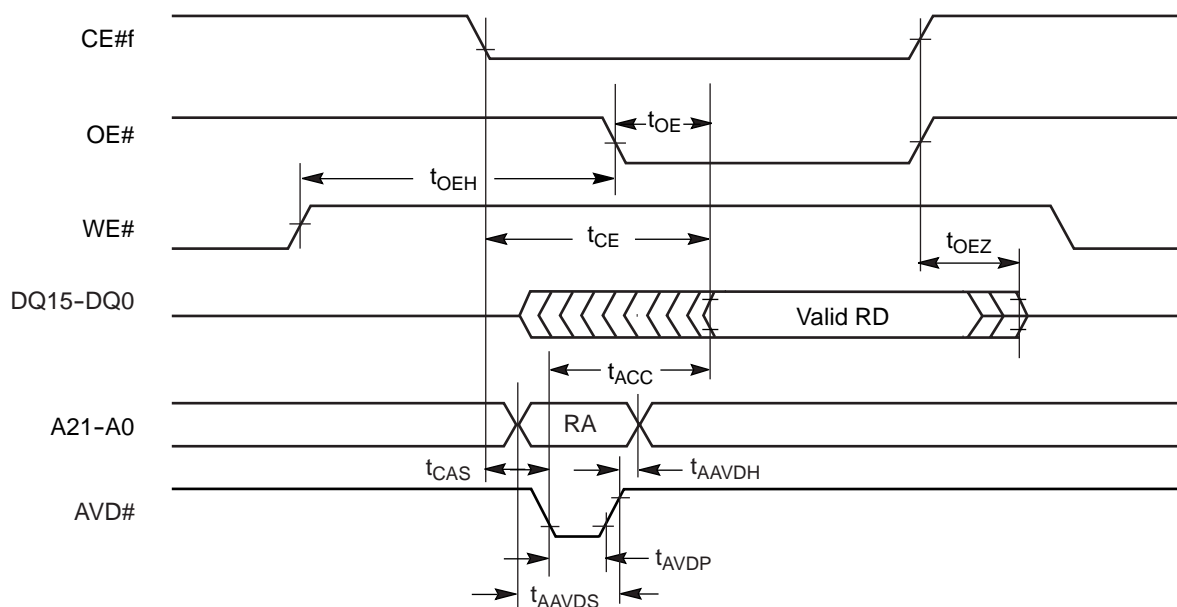 CE#f
OE#
tOE
tOEH
WE#
tCE
tOEZ
DQ15-DQ0
Valid RD
tACC
A21-A0
RA
tCAS
tAAVDH
AVD#
tAVDP
tAAVDS